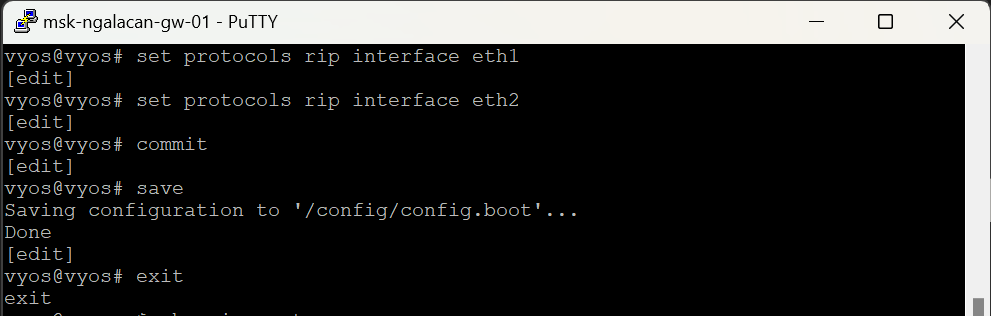 msk-ngalacan-gw-01 - PuTTY
vyos@vyos# set protocols rip interface eth1
[edit]
vyos@vyos# set protocols rip interface eth2
[edit]
vyos@vyos# commit
[edit]
vyos@vyos# save
Saving configuration to '/config/config.boot'...
Done
[edit]
vyos@vyos# exit
exit